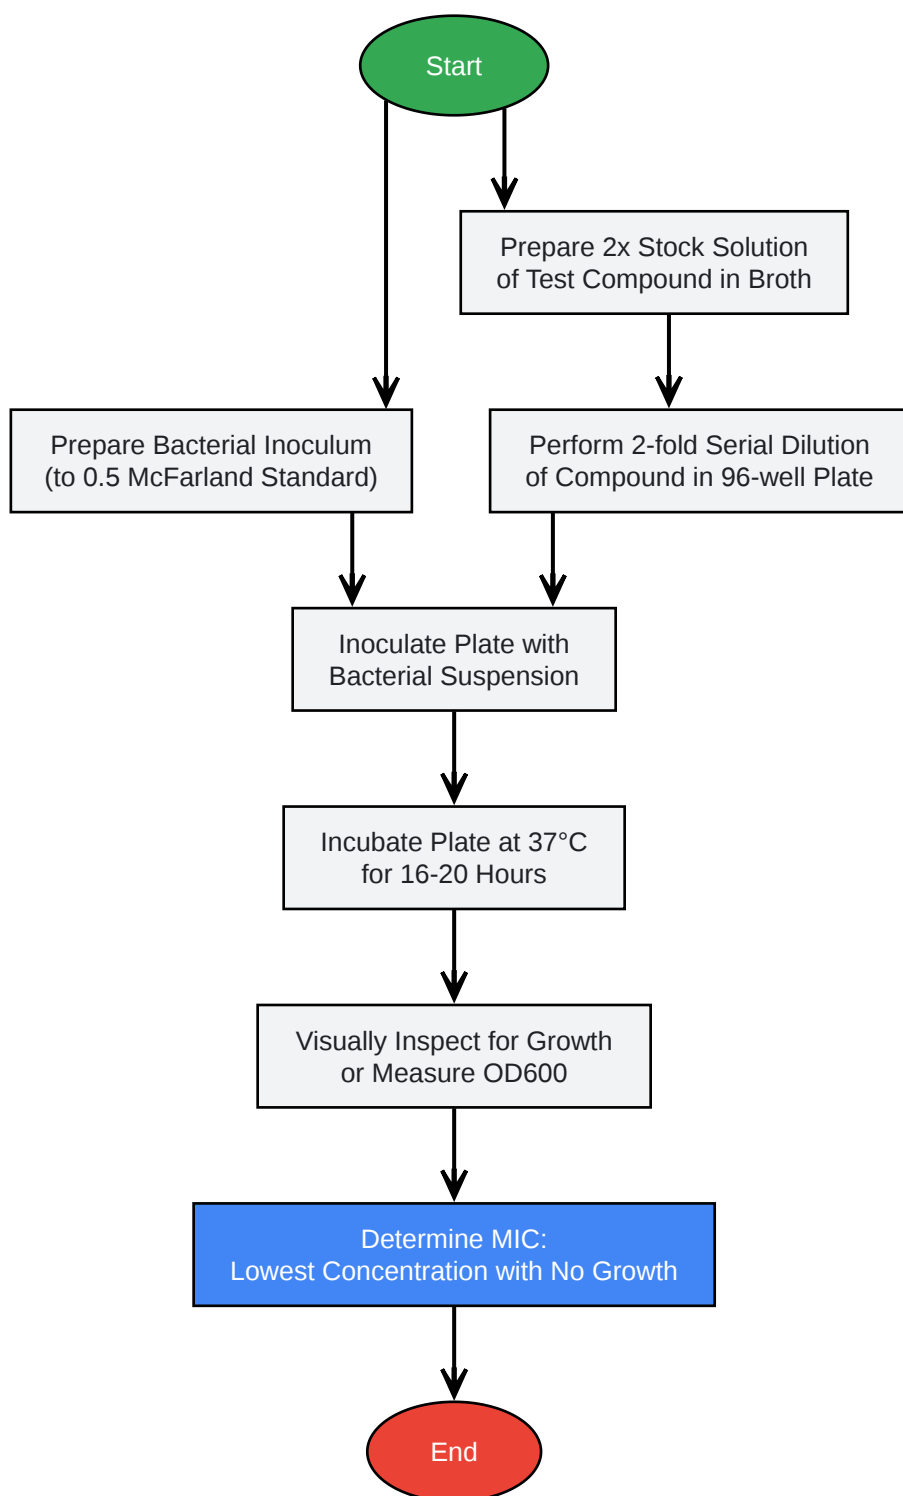 Start
Prepare 2x Stock Solution
of Test Compound in Broth
Prepare Bacterial Inoculum
(to 0.5 McFarland Standard)
Perform 2-fold Serial Dilution
of Compound in 96-well Plate
Inoculate Plate with
Bacterial Suspension
Incubate Plate at 37°C
for 16-20 Hours
Visually Inspect for Growth
or Measure OD600
Determine MIC:
Lowest Concentration with No Growth
End